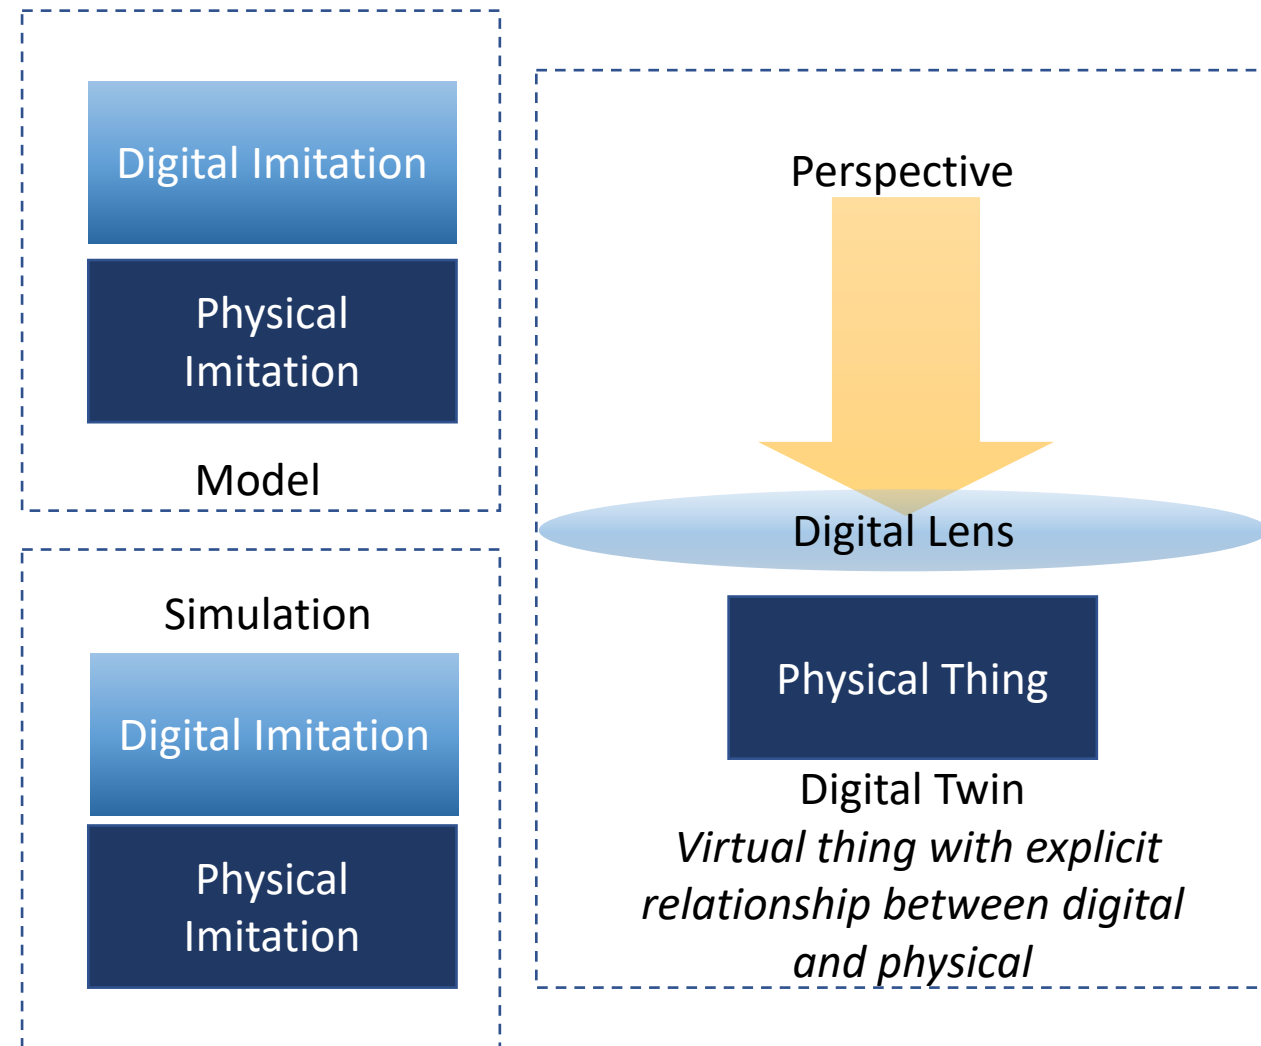 Digital Imitation
Physical
Imitation
Model
Simulation
Digital Imitation
Physical
Imitation
Perspective
Digital Lens
Physical Thing
Digital Twin
Virtual thing with explicit
relationship between digital
and physical